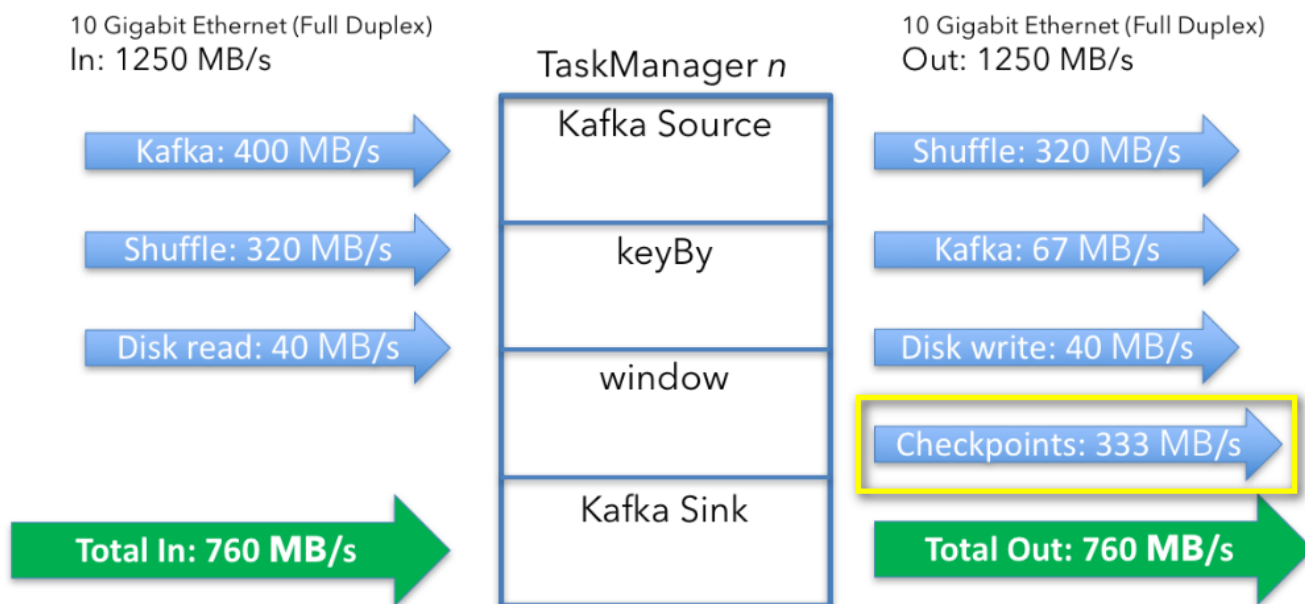 10 Gigabit Ethernet (Full Duplex)
In: 1250 MB/s
TaskManager n
10 Gigabit Ethernet (Full Duplex)
Out: 1250 MB/s
Kafka: 400 MB/s
Shuffle: 320 MB/s
Disk read: 40 MB/s
Total In: 760 MB/s
Kafka Source
keyBy
window
Kafka Sink
Shuffle: 320 MB/s
Kafka: 67 MB/s
Disk write: 40 MB/s
Checkpoints: 333 MB/s
Total Out: 760 MB/s